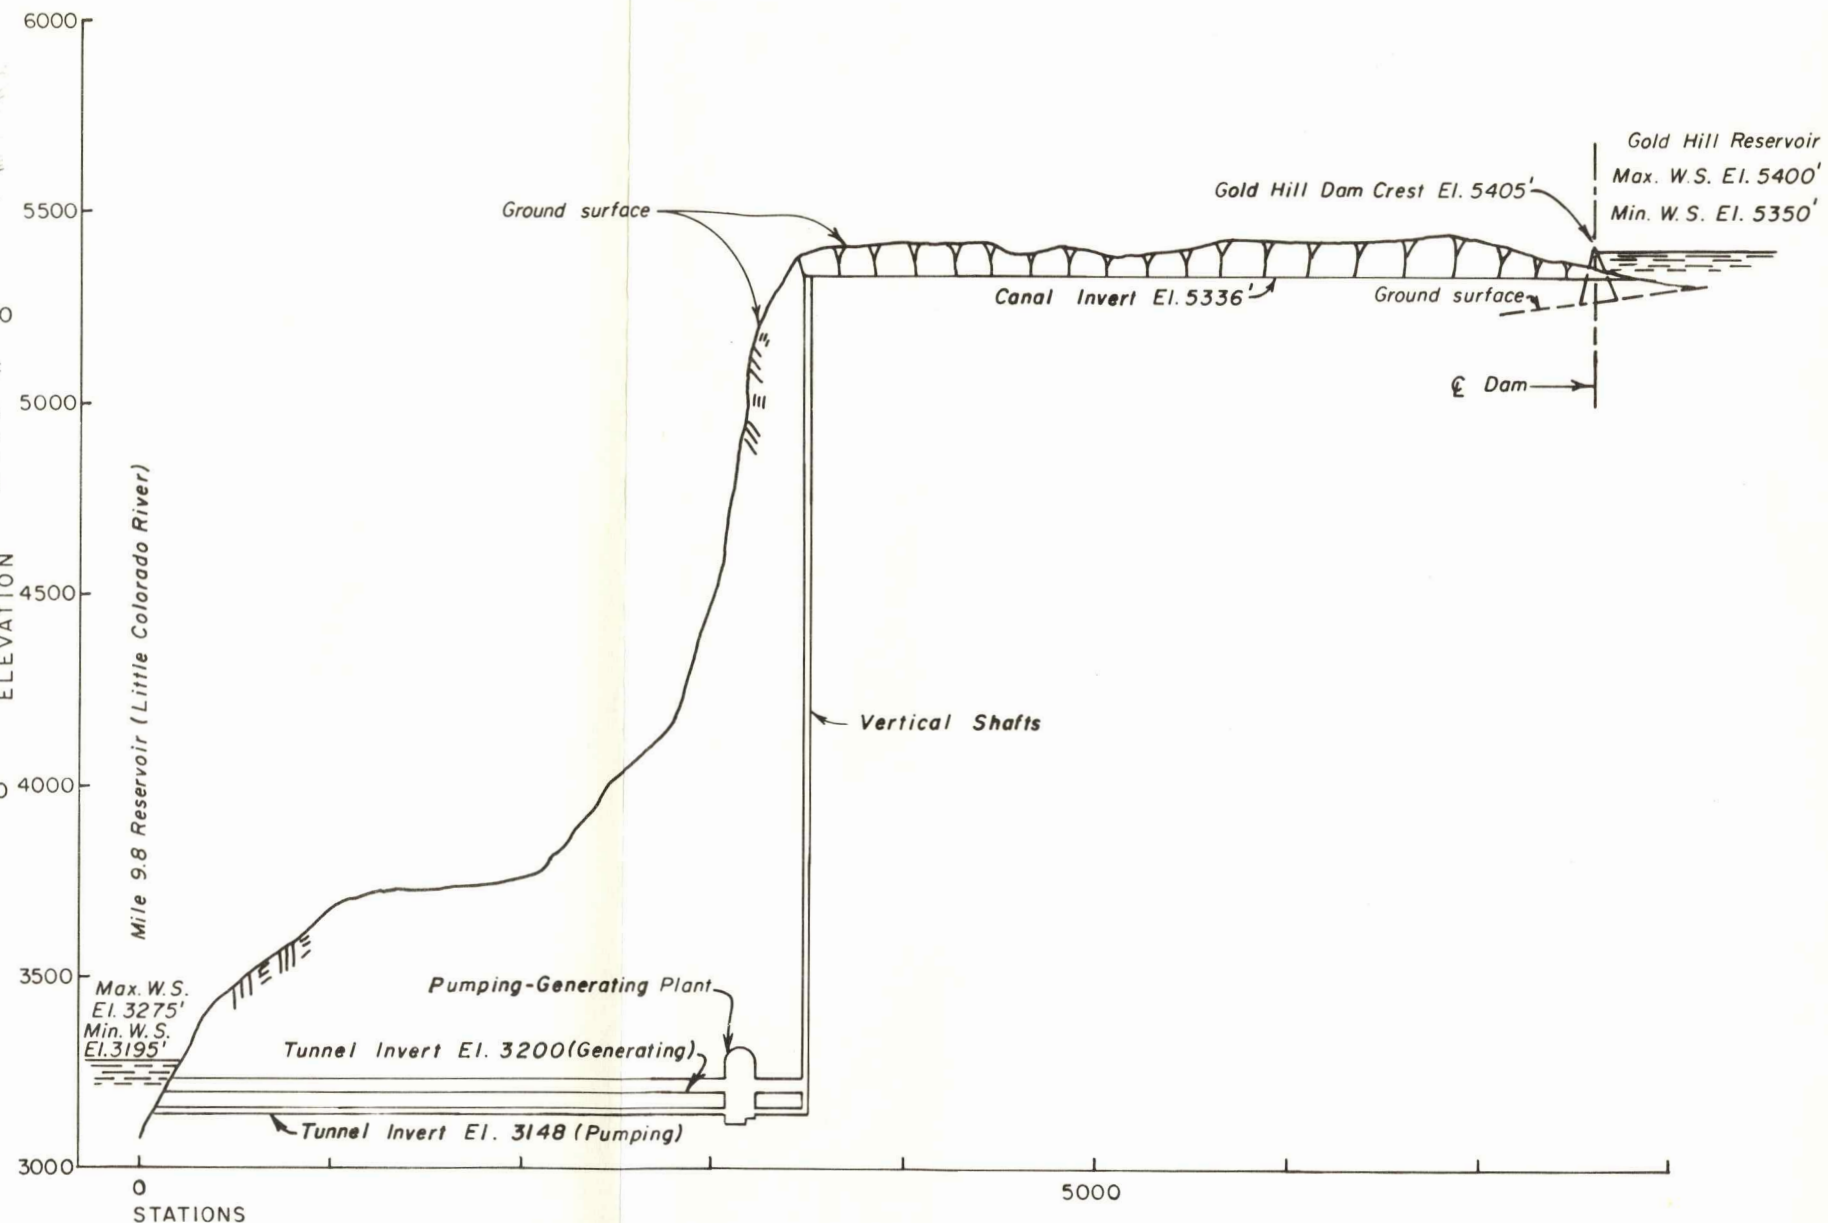 6000
Gold Hill Reservoir
Max. W.S. El. 5400'
Min. W.S. El. 5350'
Gold Hill Dam Crest El. 5405'
5500
Ground surface
Canal Invert El. 5336'
Ground surface
℄ Dam
5000
Mile 9.8 Reservoir (Little Colorado River)
ELEVATION
4500
Vertical Shafts
4000
3500
Max. W.S.
El. 3275'
Min. W.S.
El. 3195'
Pumping-Generating Plant
Tunnel Invert El. 3200 (Generating)
Tunnel Invert El. 3148 (Pumping)
3000
0
5000
STATIONS